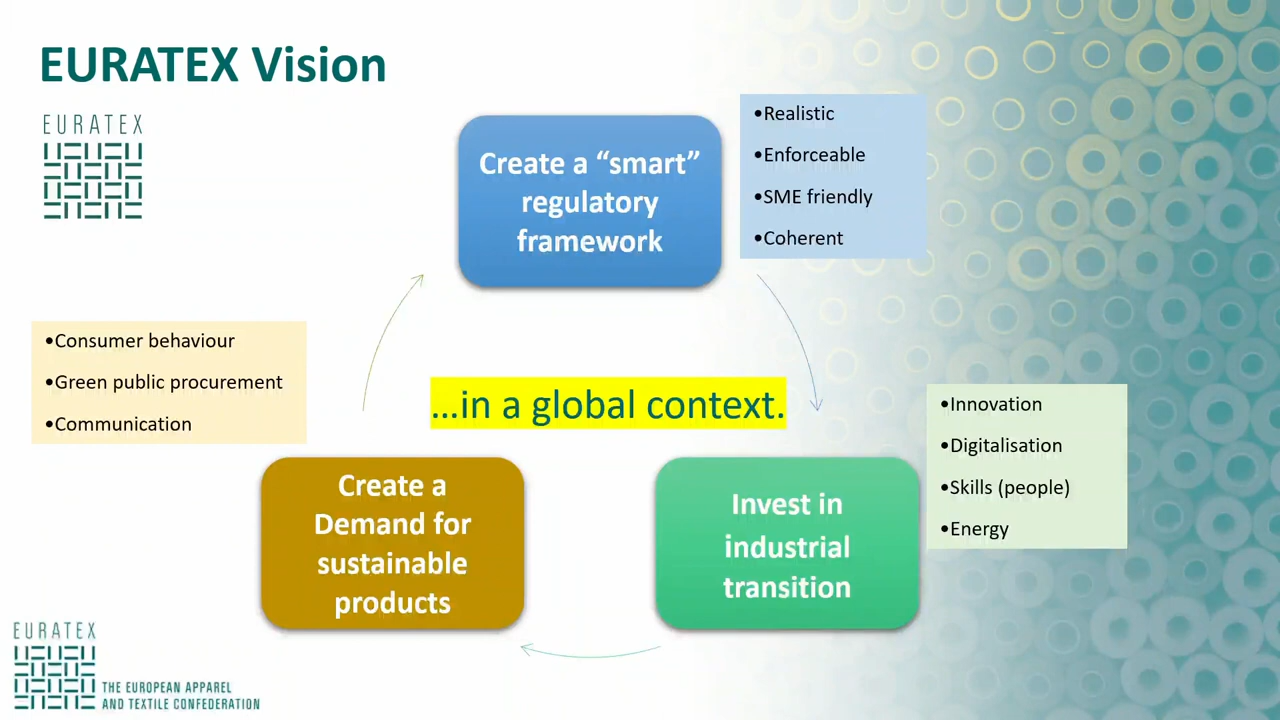 EURATEX Vision
EURATEX
Create a “smart”
regulatory
framework
•Realistic
•Enforceable
•SME friendly
•Coherent
•Consumer behaviour
•Green public procurement
•Communication
...in a global context.
•Innovation
•Digitalisation
•Skills (people)
•Energy
Create a
Demand for
sustainable
products
Invest in
industrial
transition
EURATEX
THE EUROPEAN APPAREL
AND TEXTILE CONFEDERATION